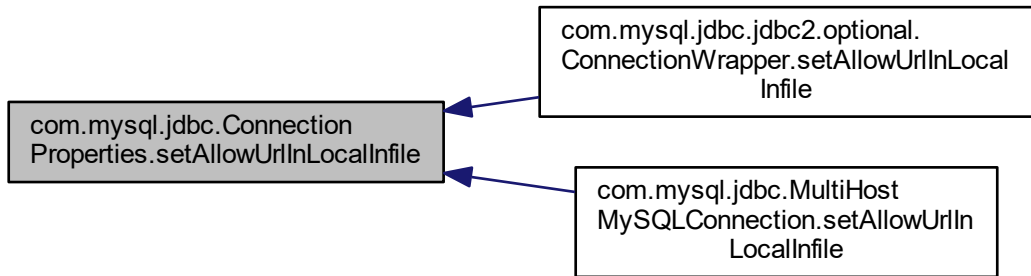 com.mysql.jdbc.Connection
Properties.setAllowUrlInLocalInfile
com.mysql.jdbc.jdbc2.optional.
ConnectionWrapper.setAllowUrlInLocal
Infile
com.mysql.jdbc.MultiHost
MySQLConnection.setAllowUrlIn
LocalInfile